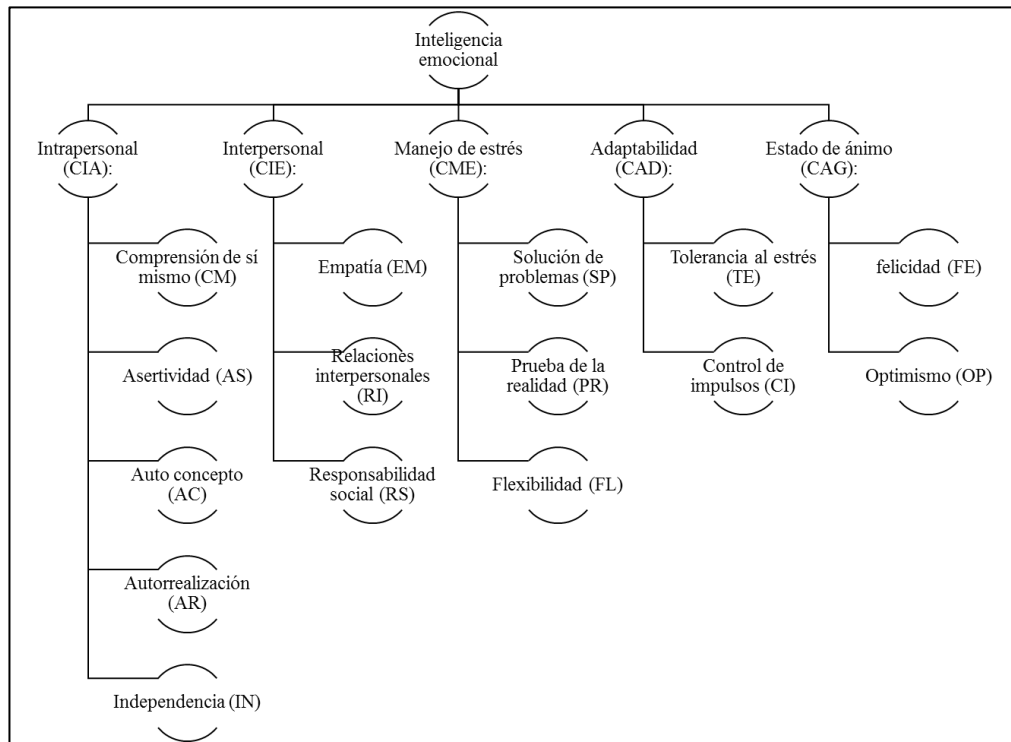 Inteligencia
emocional
Intrapersonal
(CIA):
Comprensión de sí
mismo (CM)
Asertividad (AS)
Auto concepto
(AC)
Autorrealización
(AR)
Independencia (IN)
Interpersonal
(CIE):
Empatía (EM)
Relaciones
interpersonales
(RI)
Responsabilidad
social (RS)
Manejo de estrés
(CME):
Solución de
problemas (SP)
Prueba de la
realidad (PR)
Flexibilidad (FL)
Adaptabilidad
(CAD):
Tolerancia al estrés
(TE)
Control de
impulsos (CI)
Estado de ánimo
(CAG):
felicidad (FE)
Optimismo (OP)